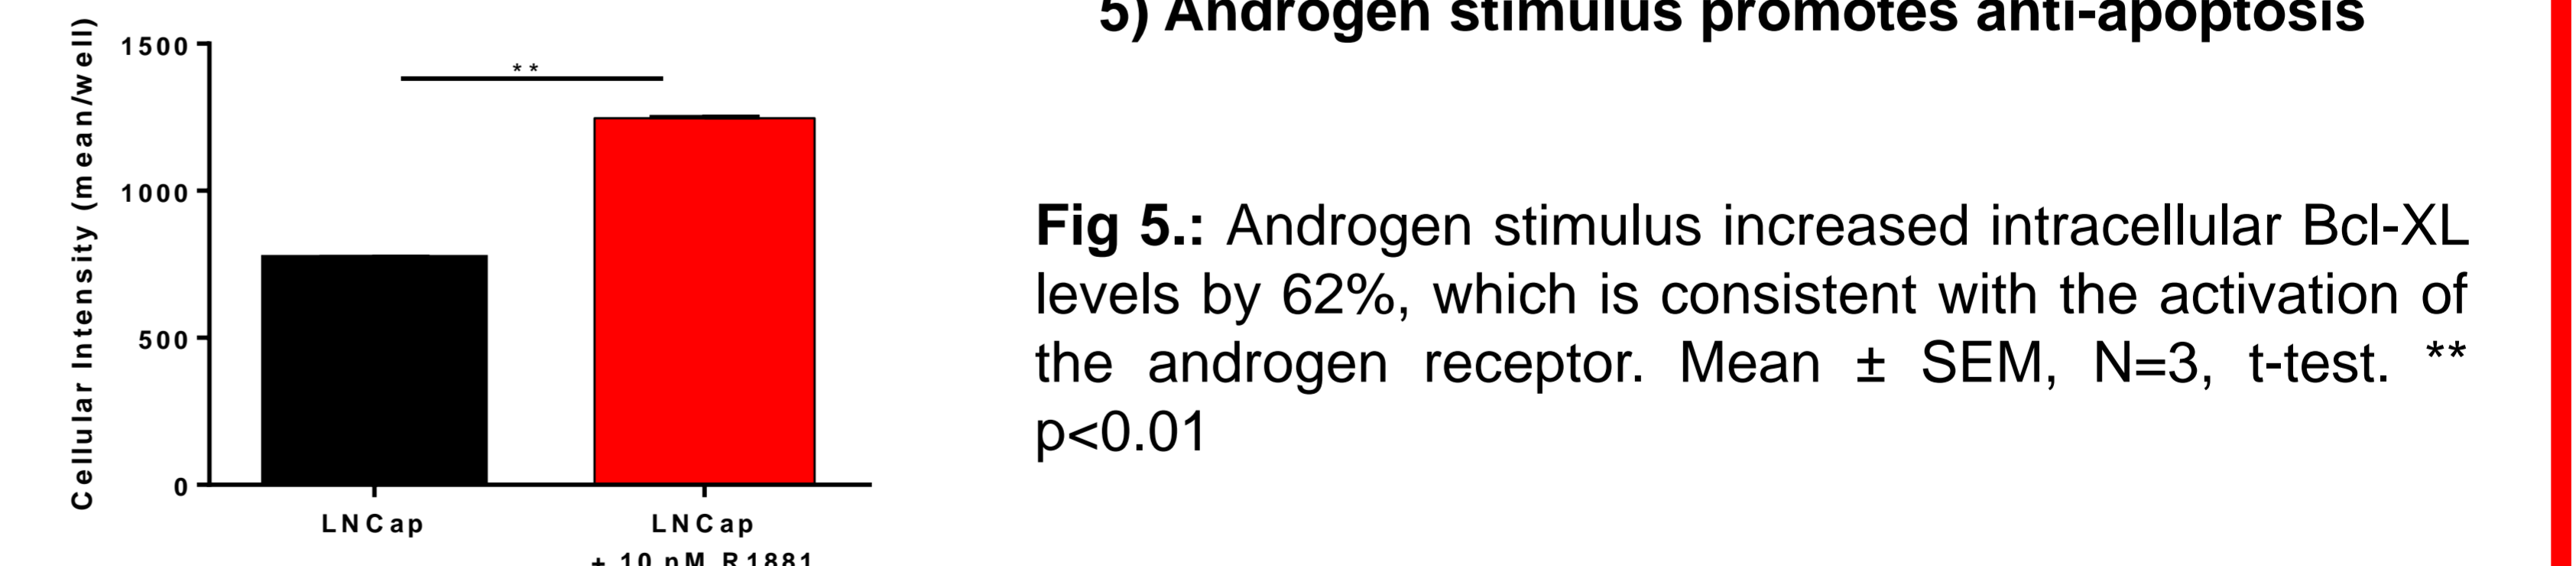 5) Androgen stimulus promotes anti-apoptosis
Cellular Intensity (mean/well)
1500
1000
500
0
**
LNCap
LNCap
+ 10 nM R1881
Fig 5.: Androgen stimulus increased intracellular Bcl-XL
levels by 62%, which is consistent with the activation of
the androgen receptor. Mean ± SEM, N=3, t-test. **
p<0.01